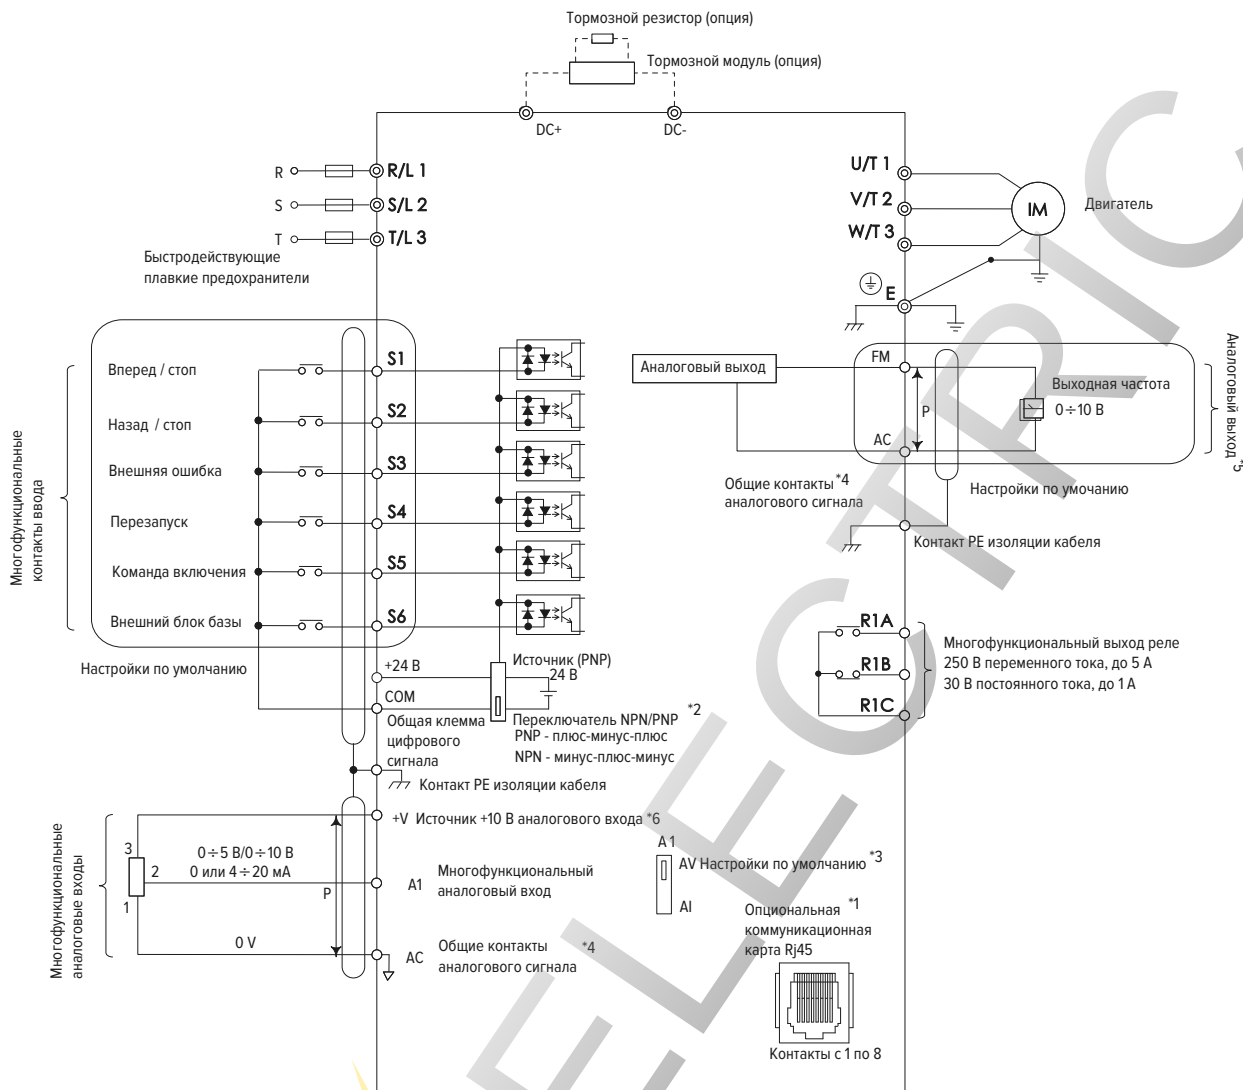 Тормозной резистор (опция)
Тормозной модуль (опция)
DC+
DC-
R
R/L 1
S
S/L 2
T
T/L 3
Быстродействующие
плавкие предохранители
U/T 1
V/T 2
W/T 3
IM
Двигатель
E
Многофункциональные
контакты ввода
Вперед / стоп
S1
Назад / стоп
S2
Внешняя ошибка
S3
Перезапуск
S4
Команда включения
S5
Внешний блок базы
S6
Настройки по умолчанию
+24 В
COM
Общая клемма
цифрового
сигнала
Источник (PNP)
24 В
Переключатель NPN/PNP *2
PNP - плюс-минус-плюс
NPN - минус-плюс-минус
Контакт PE изоляции кабеля
Аналоговый выход
FM
P
AC
Выходная частота
0÷10 В
Аналоговый выход *5
Общие контакты *4
аналогового сигнала
Настройки по умочанию
Контакт PE изоляции кабеля
R1A
R1B
R1C
Многофункциональный выход реле
250 В переменного тока, до 5 А
30 В постоянного тока, до 1 А
Многофункциональные
аналоговые входы
3
2
1
0÷5 В/0÷10 В
0 или 4÷20 мА
0 V
P
+V Источник +10 В аналогового входа *6
A1
Многофункциональный
аналоговый вход
AC
Общие контакты *4
аналогового сигнала
A1
AV Настройки по умолчанию *3
AI
Опциональная *1
коммуникационная
карта Rj45
Контакты с 1 по 8
ELECTRIC